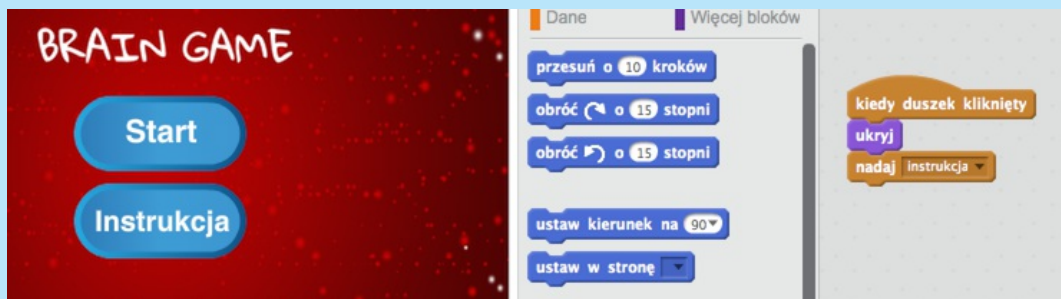 BRAIN GAME
Start
Instrukcja
Dane
Więcej bloków
przesuń o 10 kroków
obróć o 15 stopni
obróć o 15 stopni
ustaw kierunek na 90
ustaw w stronę
kiedy duszek kliknięty
ukryj
nadaj instrukcja